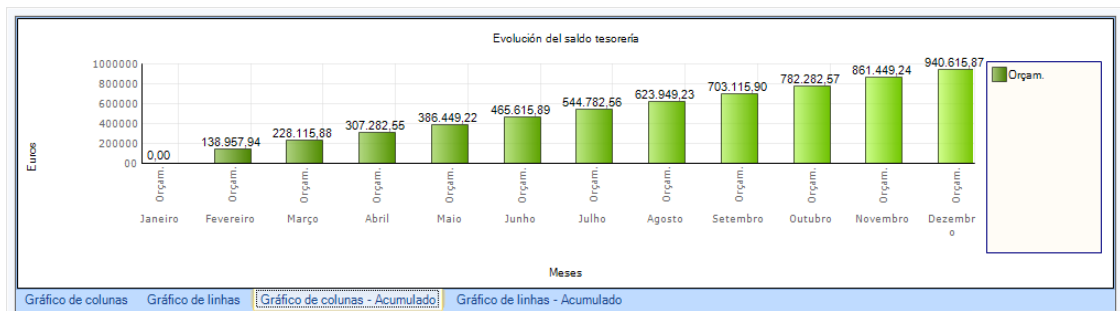 Evolución del saldo tesorería
Euros
1000000
800000
600000
400000
200000
00
0,00
138.957,94
228.115,88
307.282,55
386.449,22
465.615,89
544.782,56
623.949,23
703.115,90
782.282,57
861.449,24
940.615,87
Orçam.
Orçam.
Orçam.
Orçam.
Orçam.
Orçam.
Orçam.
Orçam.
Orçam.
Orçam.
Orçam.
Orçam.
Orçam.
Janeiro Fevereiro Março Abril Maio Junho Julho Agosto Setembro Outubro Novembro Dezembr
o
Meses
Gráfico de colunas Gráfico de linhas Gráfico de colunas - Acumulado Gráfico de linhas - Acumulado